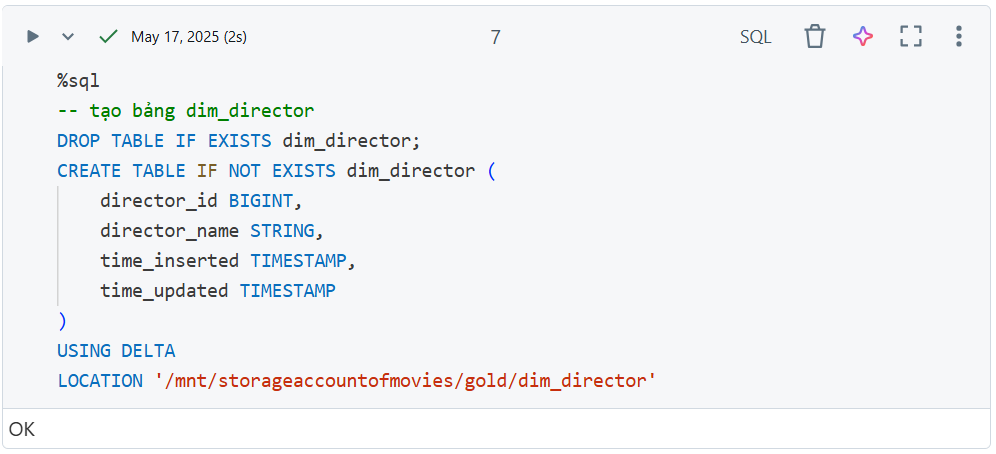 May 17, 2025 (2s)
7
SQL
%sql
-- tạo bảng dim_director
DROP TABLE IF EXISTS dim_director;
CREATE TABLE IF NOT EXISTS dim_director (
    director_id BIGINT,
    director_name STRING,
    time_inserted TIMESTAMP,
    time_updated TIMESTAMP
)
USING DELTA
LOCATION '/mnt/storageaccountofmovies/gold/dim_director'
OK